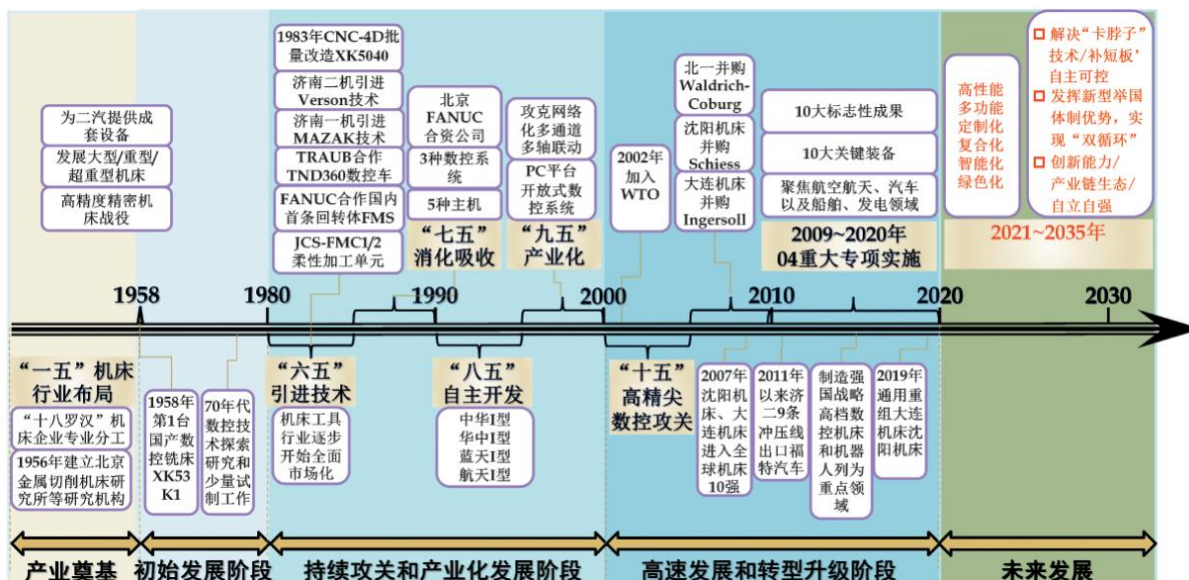 为二汽提供成
套设备
发展大型/重型/
超重型机床
高精度精密机
床战役
1983年CNC-4D批
量改造XK5040
济南二机引进
Verson技术
济南一机引进
MAZAK技术
TRAUB合作
TND360数控车
FANUC合作国内
首条回转体FMS
JCS-FMC1/2
柔性加工单元
北京
FANUC
合资公司
3种数控系
统
5种主机
“七五”
消化吸收
攻克网络
化多通道
多轴联动
PC平台
开放式数
控系统
“九五”
产业化
2002年
加入
WTO
北一并购
Waldrich-
Coburg
沈阳机床
并购
Schiess
大连机床
并购
Ingersoll
10大标志性成果
10大关键装备
聚焦航空航天、汽车
以及船舶、发电领域
2009~2020年
04重大专项实施
高性能
多功能
定制化
复合化
智能化
绿色化
解决“卡脖子”
技术/补短板’
自主可控
发挥新型举国
体制优势，实
现“双循环”
创新能力/
产业链生态/
自立自强
2021~2035年
1958 1980 1990 2000 2010 2020 2030
“一五”机床
行业布局
“十八罗汉”机
床企业专业分工
1956年建立北京
金属切削机床研
究所等研究机构
1958年
第1台
国产数
控铣床
XK53
K1
70年代
数控技
术探索
研究和
少量试
制工作
“六五”
引进技术
机床工具
行业逐步
开始全面
市场化
“八五”
自主开发
中华I型
华中I型
蓝天I型
航天I型
“十五”
高精尖
数控攻关
2007年
沈阳机
床、大
连机床
进入全
球机床
10强
2011年
以来济
二9条
冲压线
出口福
特汽车
制造强
国战略
高档数
控机床
和机器
人列为
重点领
域
2019年
通用重
组大连
机床沈
阳机床
产业奠基 初始发展阶段 持续攻关和产业化发展阶段 高速发展和转型升级阶段 未来发展